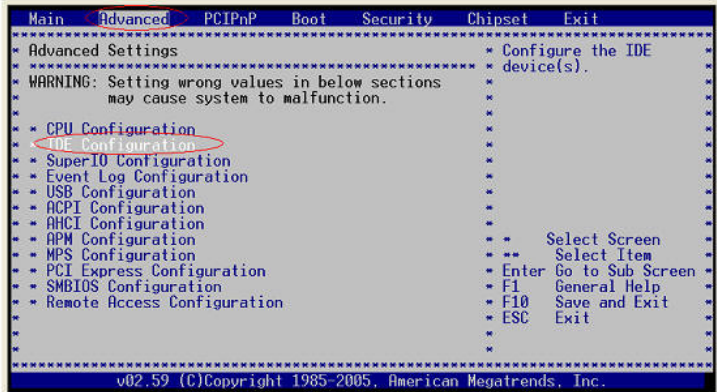 Main Advanced PCIPnP Boot Security Chipset Exit
Advanced Settings
WARNING: Setting wrong values in below sections
may cause system to malfunction.
* CPU Configuration
* IDE Configuration
* SuperIO Configuration
* Event Log Configuration
* USB Configuration
* ACPI Configuration
* AHCI Configuration
* APM Configuration
* MPS Configuration
* PCI Express Configuration
* SMBIOS Configuration
* Remote Access Configuration
Configure the IDE
device(s).
* Select Screen
** Select Item
Enter Go to Sub Screen
F1 General Help
F10 Save and Exit
ESC Exit
v02.59 (C)Copyright 1985-2005, American Megatrends, Inc.